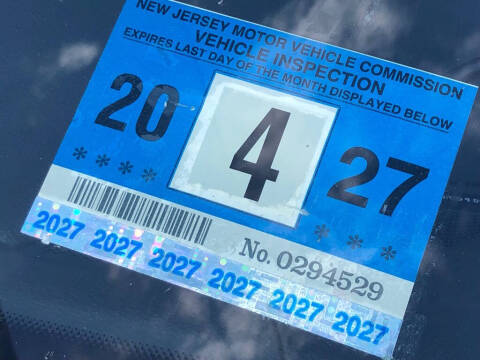 NEW JERSEY MOTOR VEHICLE COMMISSION
VEHICLE INSPECTION
EXPIRES LAST DAY OF THE MONTH DISPLAYED BELOW
20 4 27
**** ****
No. 0294529
2027 2027 2027 2027 2027 2027